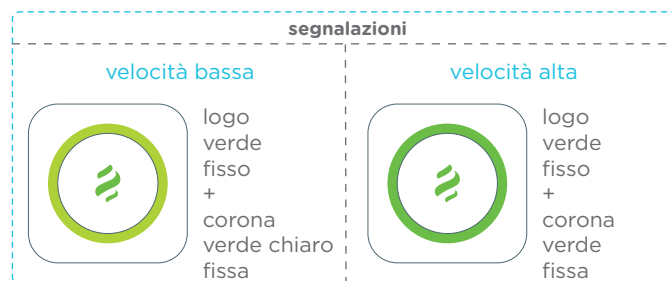 segnalazioni
velocità bassa
logo
verde
fisso
+
corona
verde chiaro
fissa
velocità alta
logo
verde
fisso
+
corona
verde
fissa